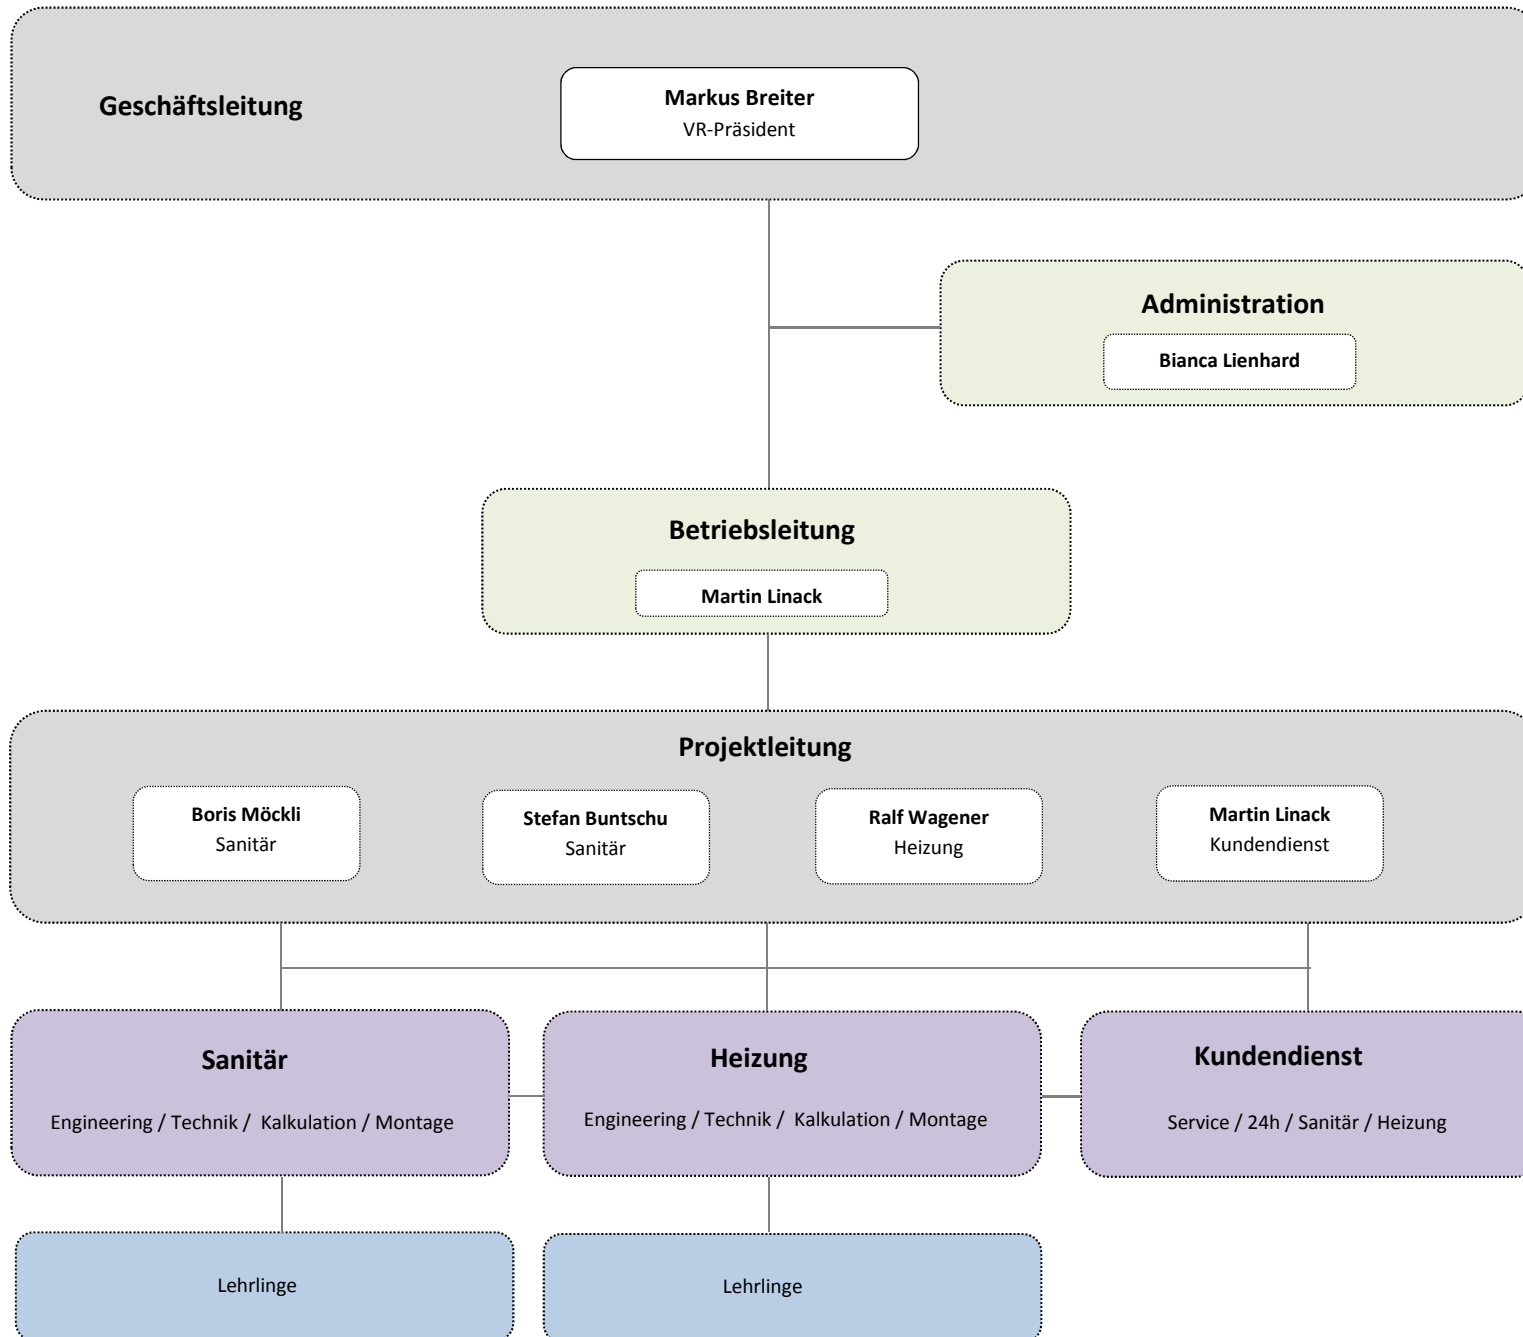 Geschäftsleitung
Markus Breiter
VR-Präsident
Administration
Bianca Lienhard
Betriebsleitung
Martin Linack
Projektleitung
Boris Möckli
Sanitär
Stefan Buntschu
Sanitär
Ralf Wagener
Heizung
Martin Linack
Kundendienst
Sanitär
Engineering / Technik / Kalkulation / Montage
Heizung
Engineering / Technik / Kalkulation / Montage
Kundendienst
Service / 24h / Sanitär / Heizung
Lehrlinge
Lehrlinge